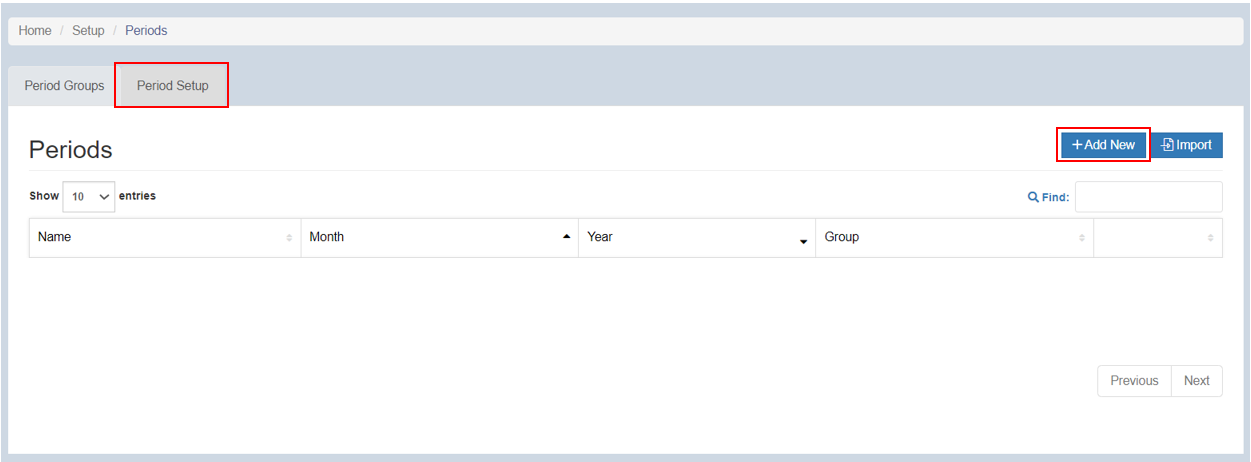 Home / Setup / Periods
Period Groups Period Setup
Periods +Add New Import
Show 10 entries Find:
Name Month Year Group
Previous Next